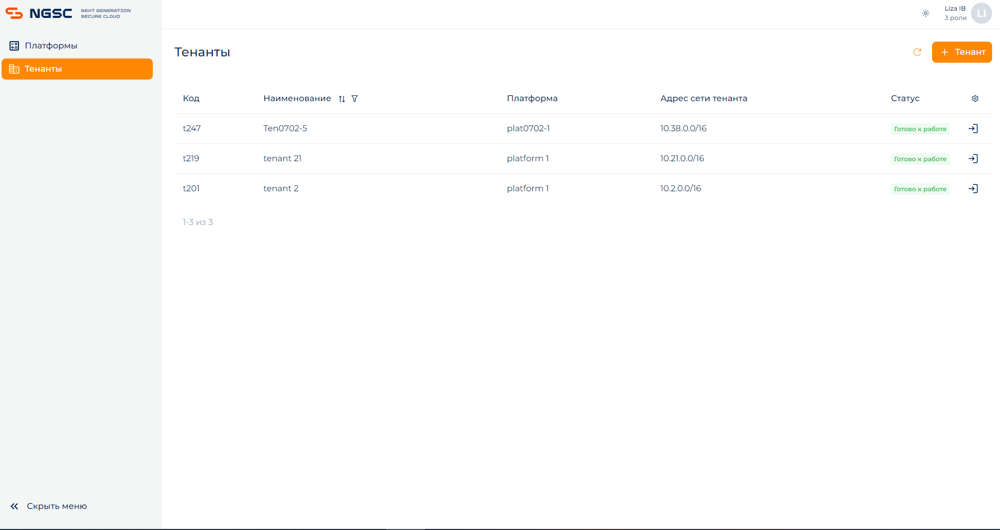 NGSC
NEXT GENERATION
SECURE CLOUD
Liza IB
3 роли
LI
Платформы
Тенанты
Скрыть меню
Тенанты
Тенант
Код Наименование Платформа Адрес сети тенанта Статус
t247 Ten0702-5 plat0702-1 10.38.0.0/16 Готово к работе
t219 tenant 21 platform 1 10.21.0.0/16 Готово к работе
t201 tenant 2 platform 1 10.2.0.0/16 Готово к работе
1-3 из 3